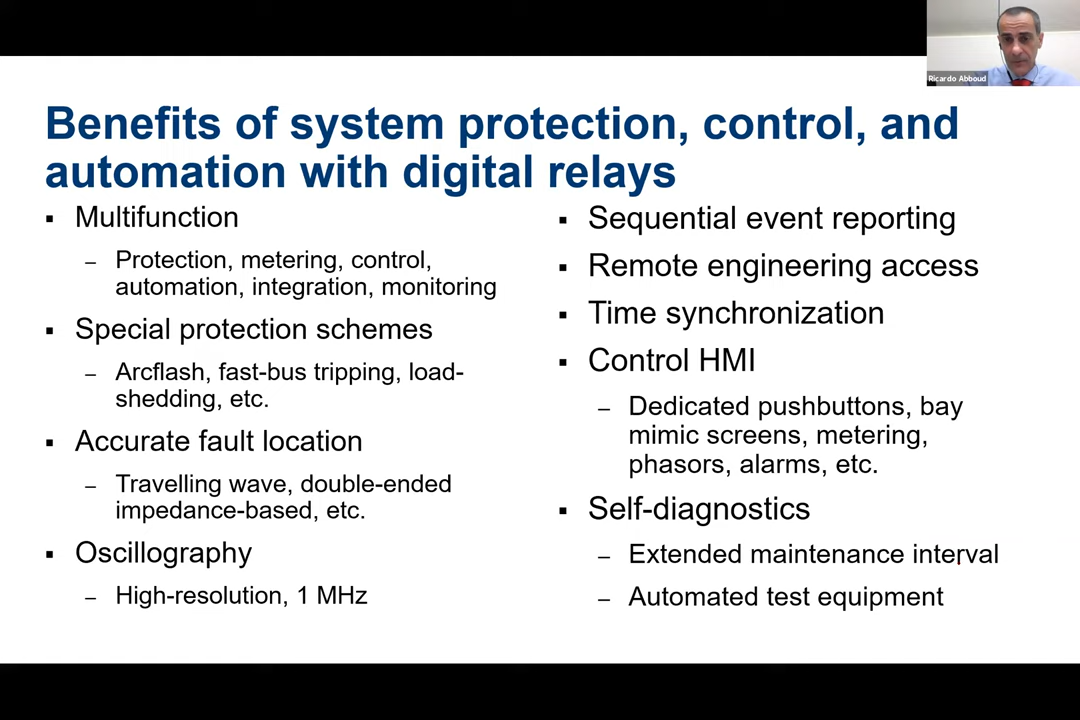 Ricardo Abboud
Benefits of system protection, control, and
automation with digital relays
▪ Multifunction
– Protection, metering, control,
automation, integration, monitoring
▪ Special protection schemes
– Arcflash, fast-bus tripping, load-
shedding, etc.
▪ Accurate fault location
– Travelling wave, double-ended
impedance-based, etc.
▪ Oscillography
– High-resolution, 1 MHz
▪ Sequential event reporting
▪ Remote engineering access
▪ Time synchronization
▪ Control HMI
– Dedicated pushbuttons, bay
mimic screens, metering,
phasors, alarms, etc.
▪ Self-diagnostics
– Extended maintenance interval
– Automated test equipment